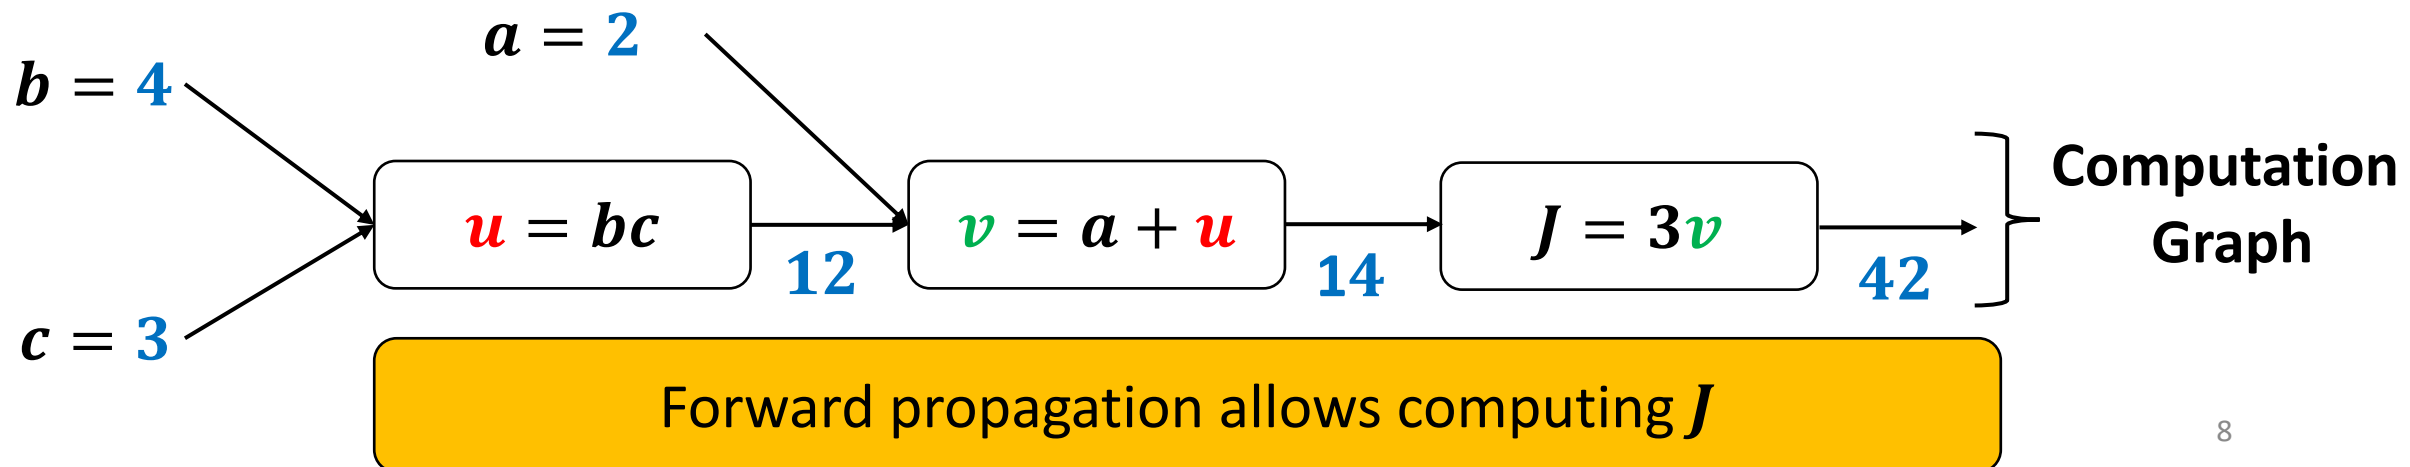 a = 2
b = 4
u = bc
v = a + u
J = 3v
Computation
Graph
12
14
42
c = 3
Forward propagation allows computing J
8